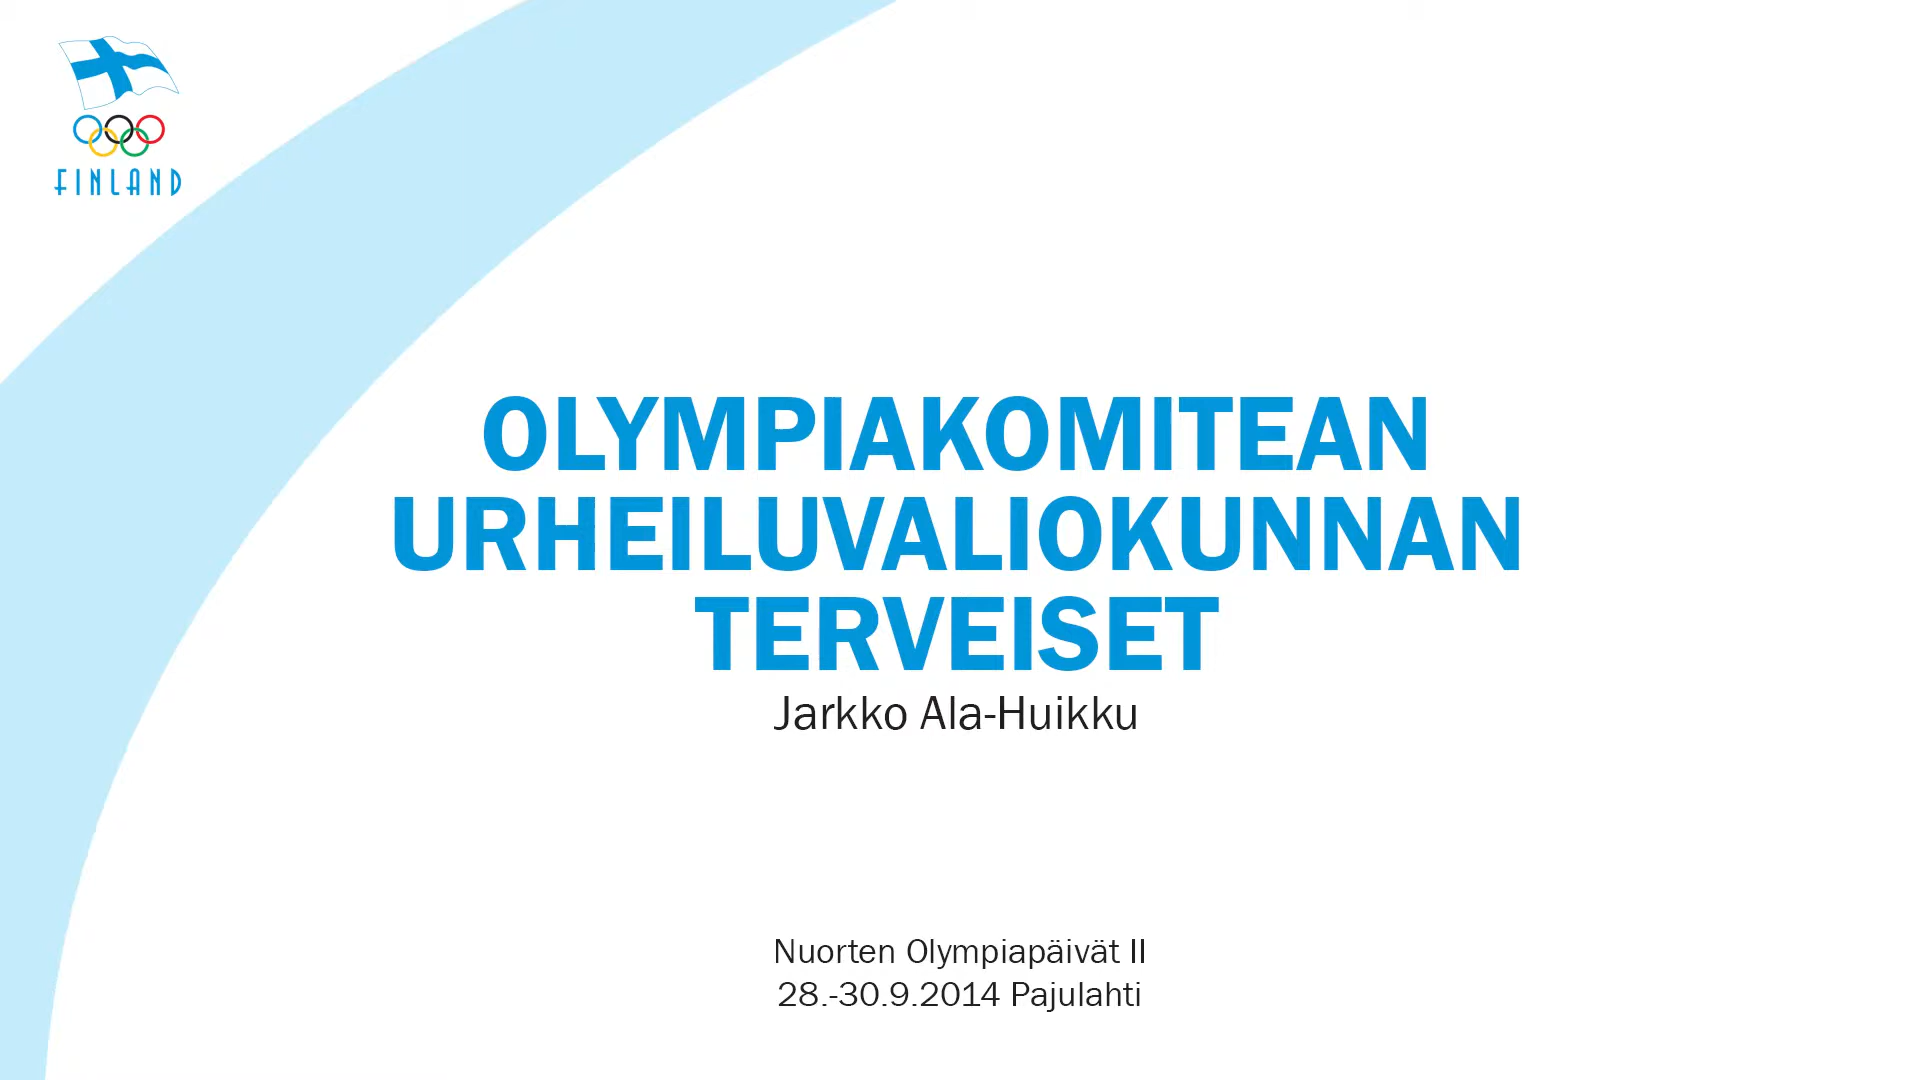 FINLAND
OLYMPIAKOMITEAN
URHEILUVALIOKUNNAN
TERVEISET
Jarkko Ala-Huikku
Nuorten Olympiapäivät II
28.-30.9.2014 Pajulahti